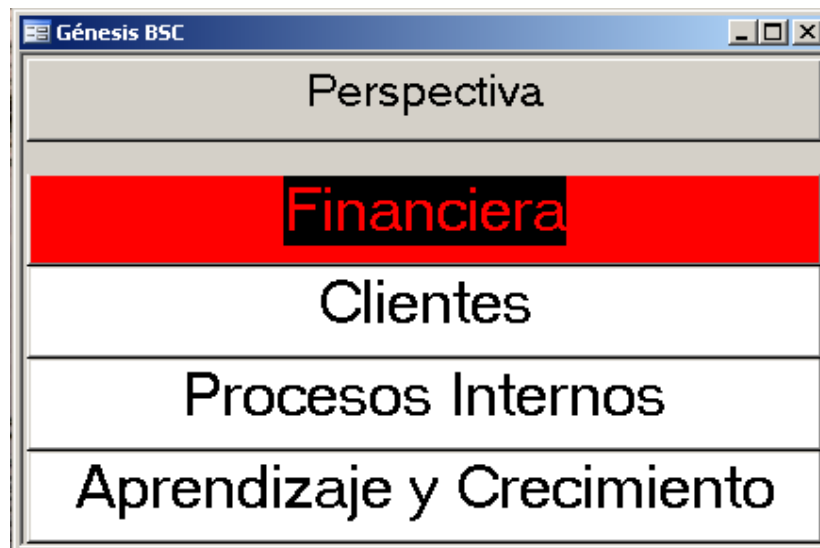 Génesis BSC
Perspectiva
Financiera
Clientes
Procesos Internos
Aprendizaje y Crecimiento